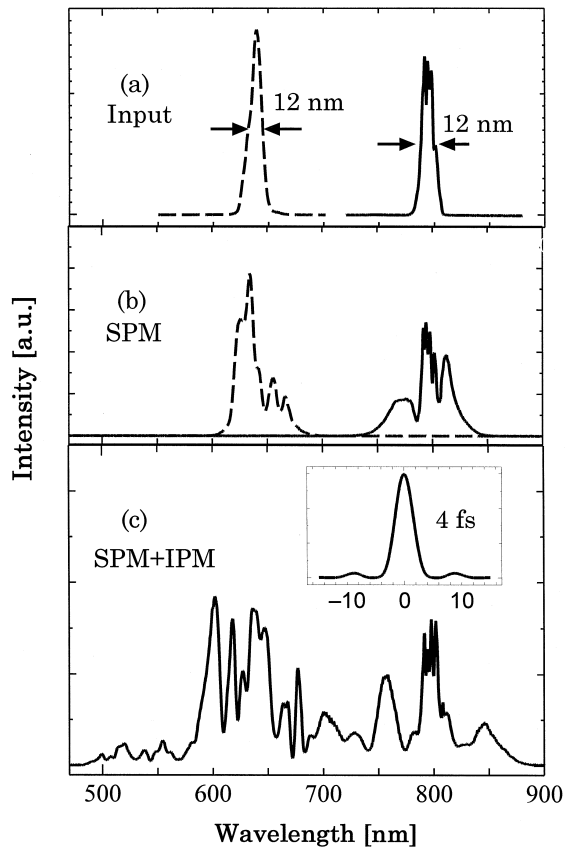 (a)
Input
12 nm
12 nm
(b)
SPM
Intensity [a.u.]
(c)
SPM+IPM
4 fs
−10 0 10
500 600 700 800 900
Wavelength [nm]